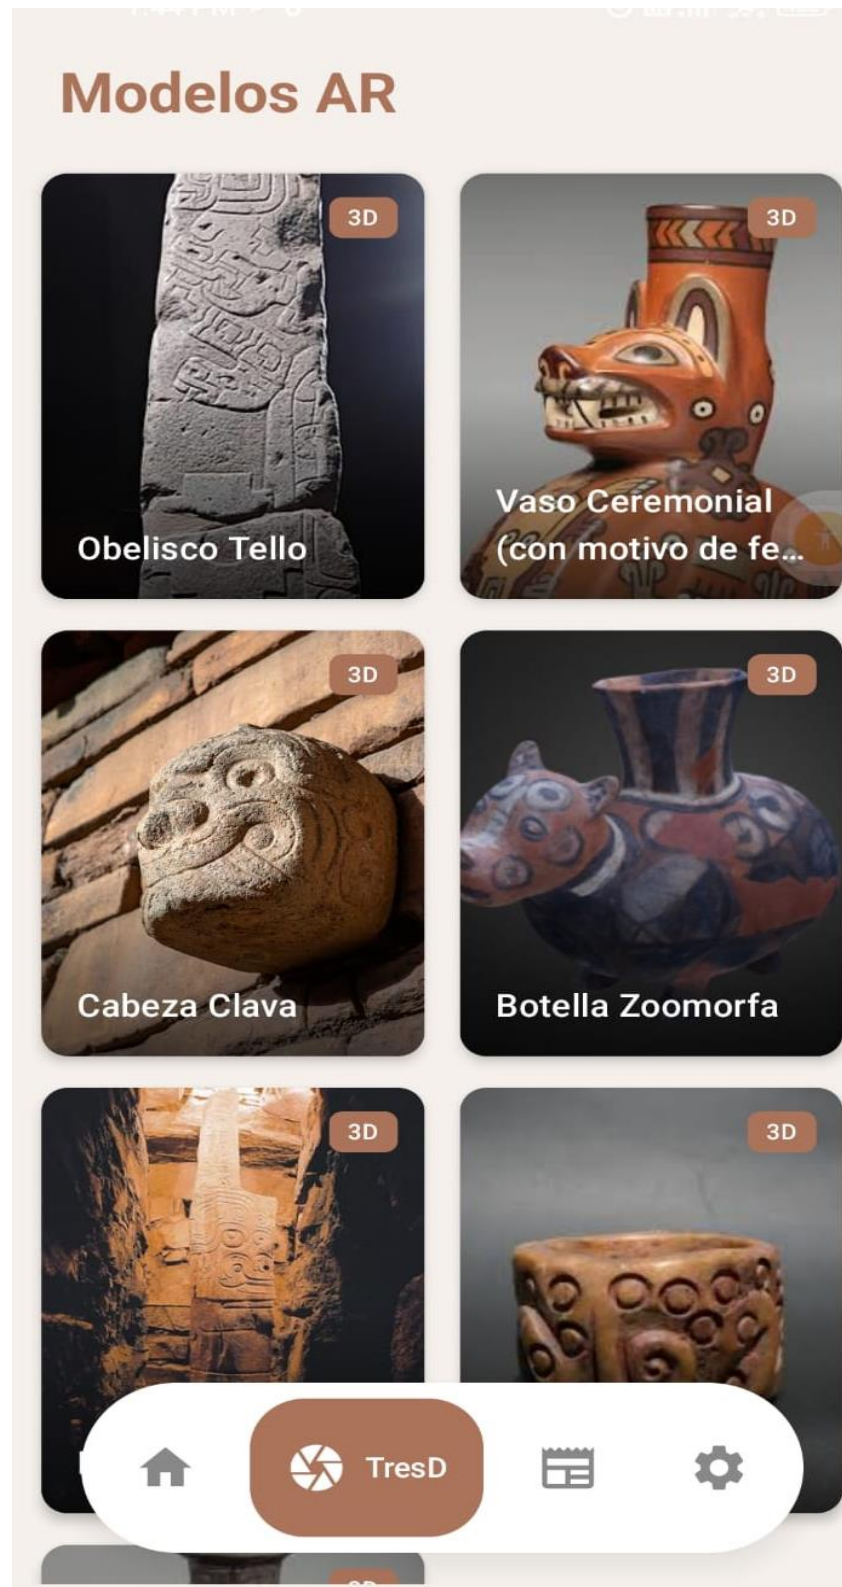 Modelos AR
3D
3D
Obelisco Tello
Vaso Ceremonial
(con motivo de fe...
3D
3D
Cabeza Clava
Botella Zoomorfa
3D
3D
TresD